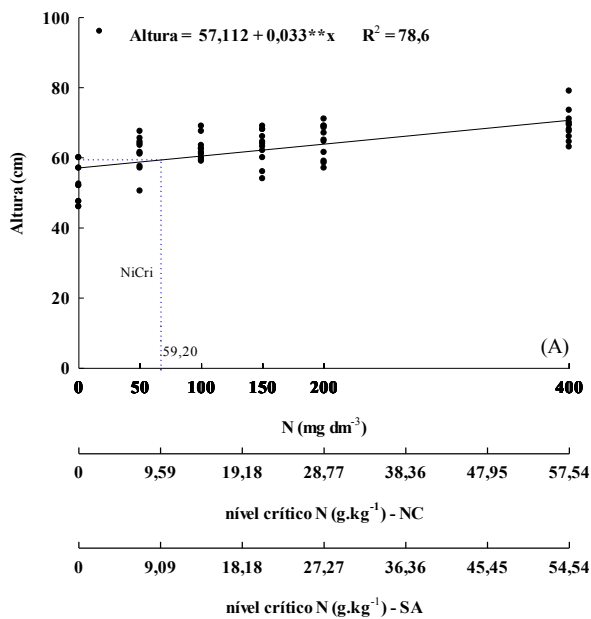 Altura = 57,112 + 0,033**x R² = 78,6
100
80
60
40
20
0
Altura (cm)
NiCri
59,20
(A)
0 50 100 150 200 400
N (mg dm⁻³)
0 9,59 19,18 28,77 38,36 47,95 57,54
nível crítico N (g.kg⁻¹) - NC
0 9,09 18,18 27,27 36,36 45,45 54,54
nível crítico N (g.kg⁻¹) - SA